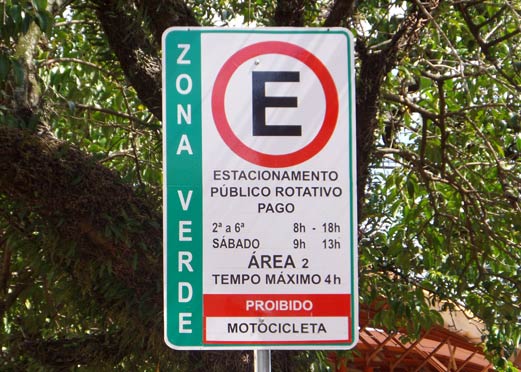 ZONA VERDE
E
ESTACIONAMENTO
PÚBLICO ROTATIVO
PAGO
2ª a 6ª 8h - 18h
SÁBADO 9h 13h
ÁREA 2
TEMPO MÁXIMO 4h
PROIBIDO
MOTOCICLETA